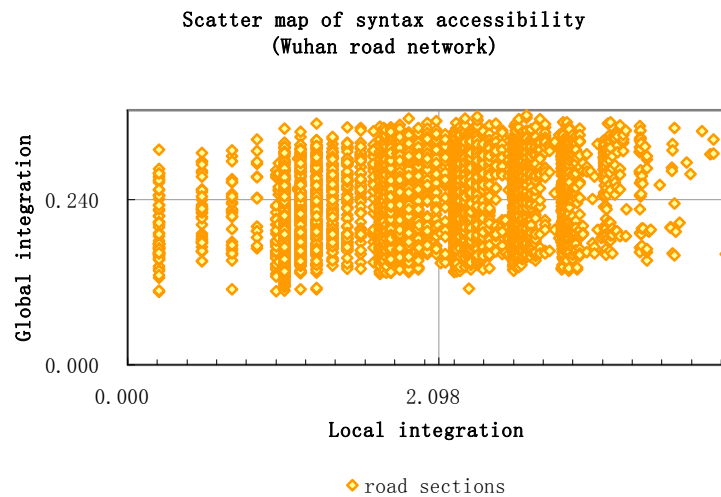 Scatter map of syntax accessibility
(Wuhan road network)
Global integration
0.240
0.000
0.000
2.098
Local integration
road sections